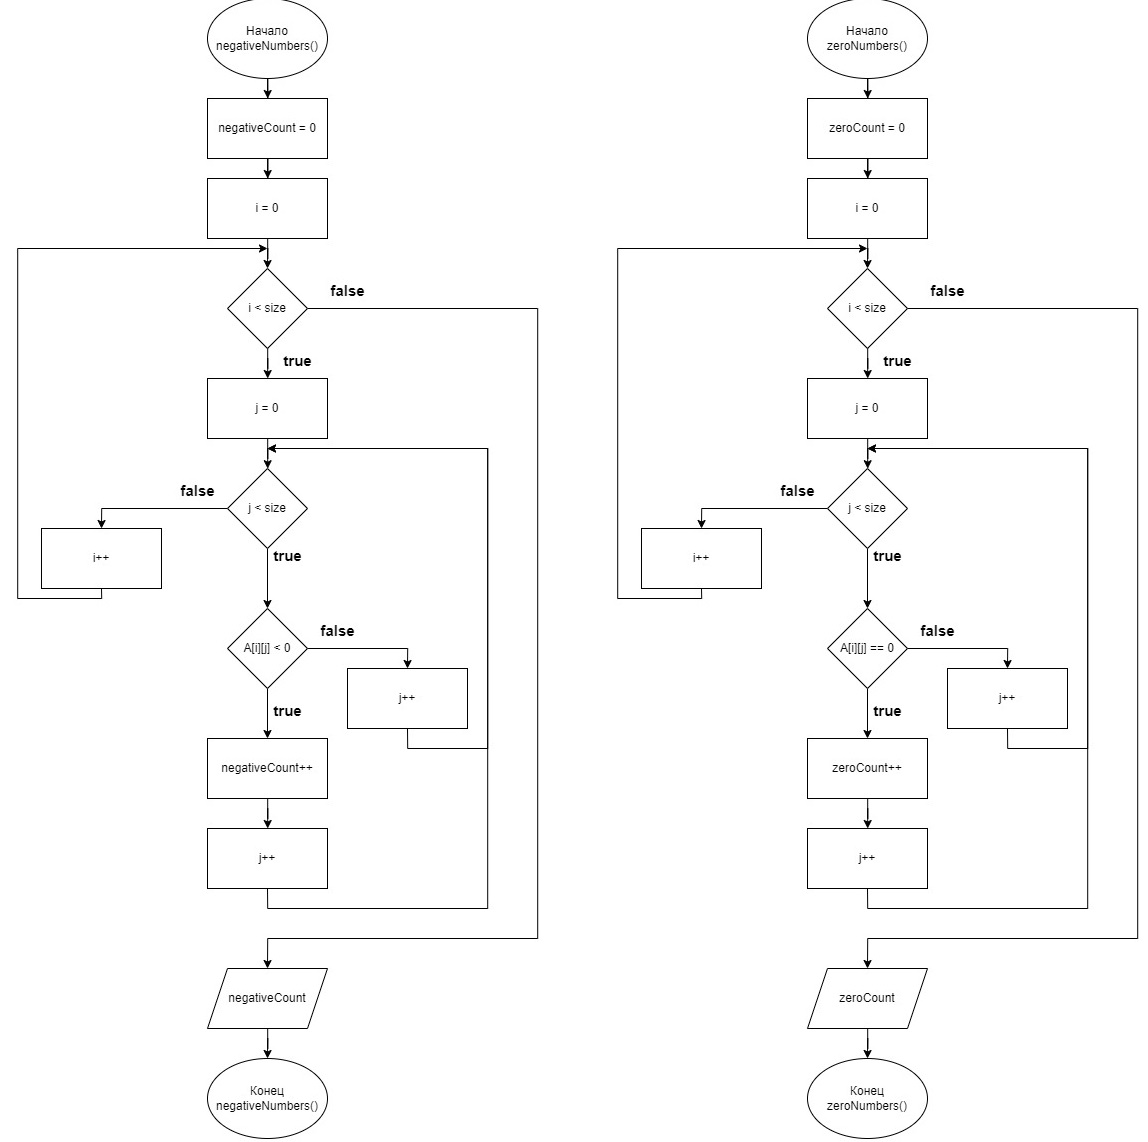 Начало
negativeNumbers()
negativeCount = 0
i = 0
i < size
false
true
j = 0
j < size
false
i++
true
A[i][j] < 0
false
j++
true
negativeCount++
j++
negativeCount
Конец
negativeNumbers()
Начало
zeroNumbers()
zeroCount = 0
i = 0
i < size
false
true
j = 0
j < size
false
i++
true
A[i][j] == 0
false
j++
true
zeroCount++
j++
zeroCount
Конец
zeroNumbers()